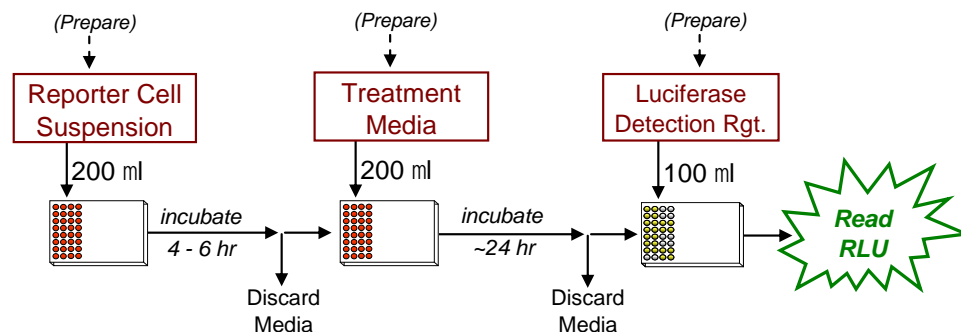 (Prepare)
(Prepare)
(Prepare)
Reporter Cell
Suspension
Treatment
Media
Luciferase
Detection Rgt.
200 ㎖
200 ㎖
100 ㎖
incubate
4 - 6 hr
incubate
~24 hr
Read
RLU
Discard
Media
Discard
Media